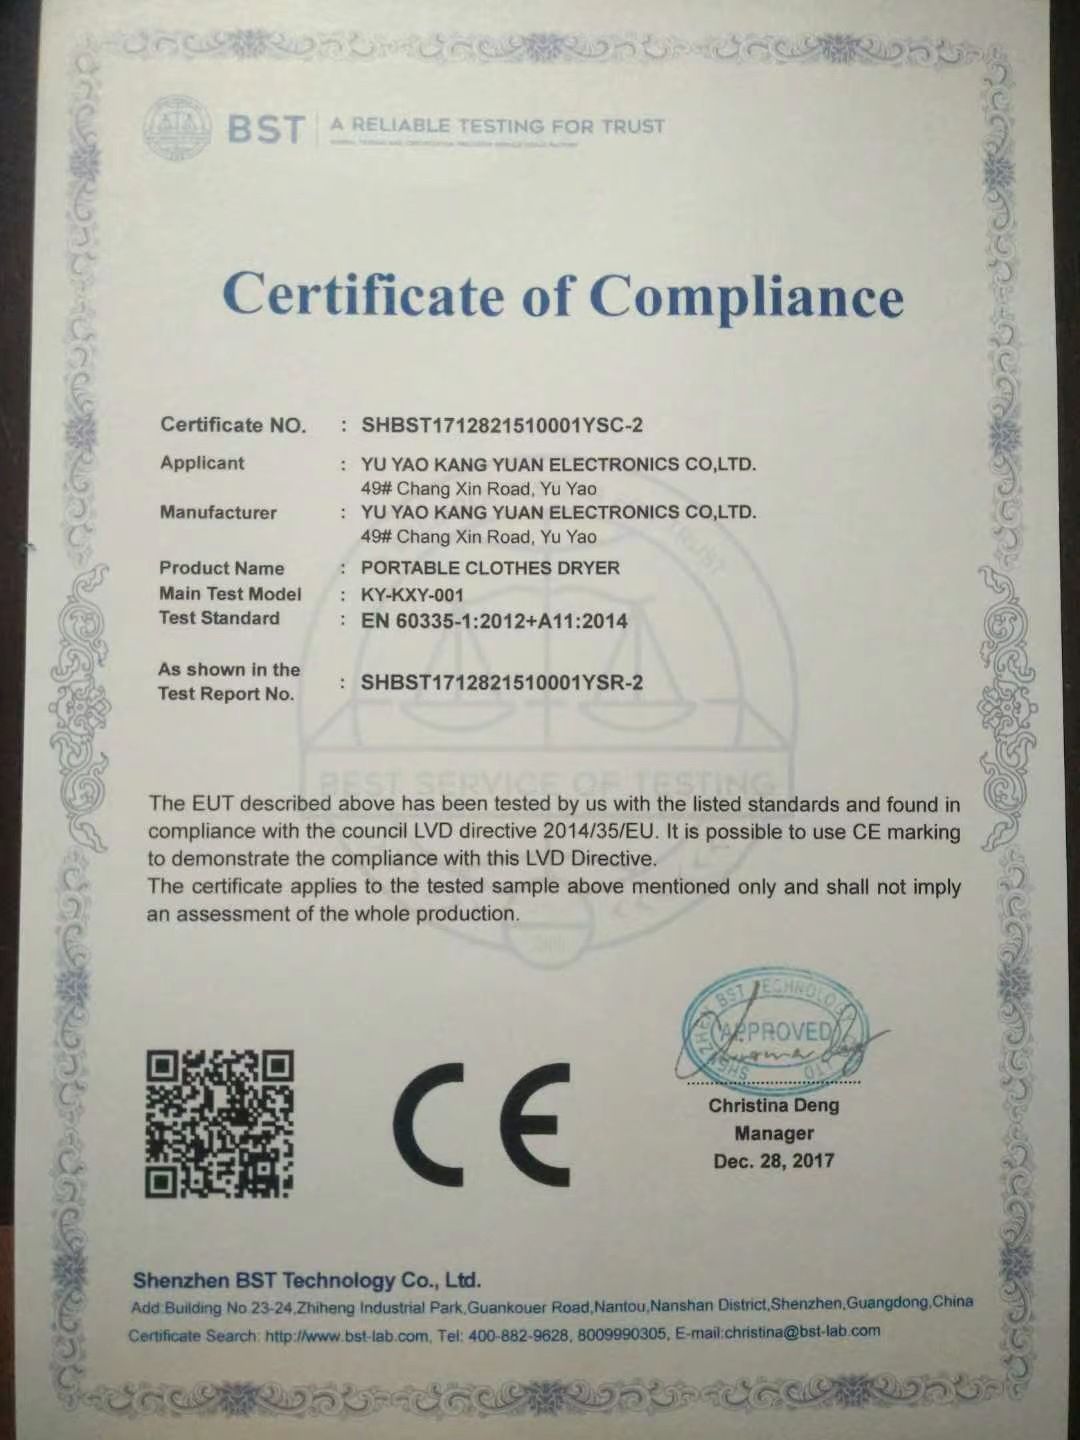 BST A RELIABLE TESTING FOR TRUST
Certificate of Compliance
Certificate NO. : SHBST1712821510001YSC-2
Applicant : YU YAO KANG YUAN ELECTRONICS CO,LTD.
49# Chang Xin Road, Yu Yao
Manufacturer : YU YAO KANG YUAN ELECTRONICS CO,LTD.
49# Chang Xin Road, Yu Yao
Product Name : PORTABLE CLOTHES DRYER
Main Test Model : KY-KXY-001
Test Standard : EN 60335-1:2012+A11:2014
As shown in the
Test Report No. : SHBST1712821510001YSR-2
BEST SERVICE OF TESTING
The EUT described above has been tested by us with the listed standards and found in
compliance with the council LVD directive 2014/35/EU. It is possible to use CE marking
to demonstrate the compliance with this LVD Directive.
The certificate applies to the tested sample above mentioned only and shall not imply
an assessment of the whole production.
SHENZHEN BST TECHNOLOGY CO., LTD
APPROVED
CE
Christina Deng
Manager
Dec. 28, 2017
Shenzhen BST Technology Co., Ltd.
Add:Building No.23-24,Zhiheng Industrial Park,Guankouer Road,Nantou,Nanshan District,Shenzhen,Guangdong,China
Certificate Search: http://www.bst-lab.com, Tel: 400-882-9628, 8009990305, E-mail:christina@bst-lab.com